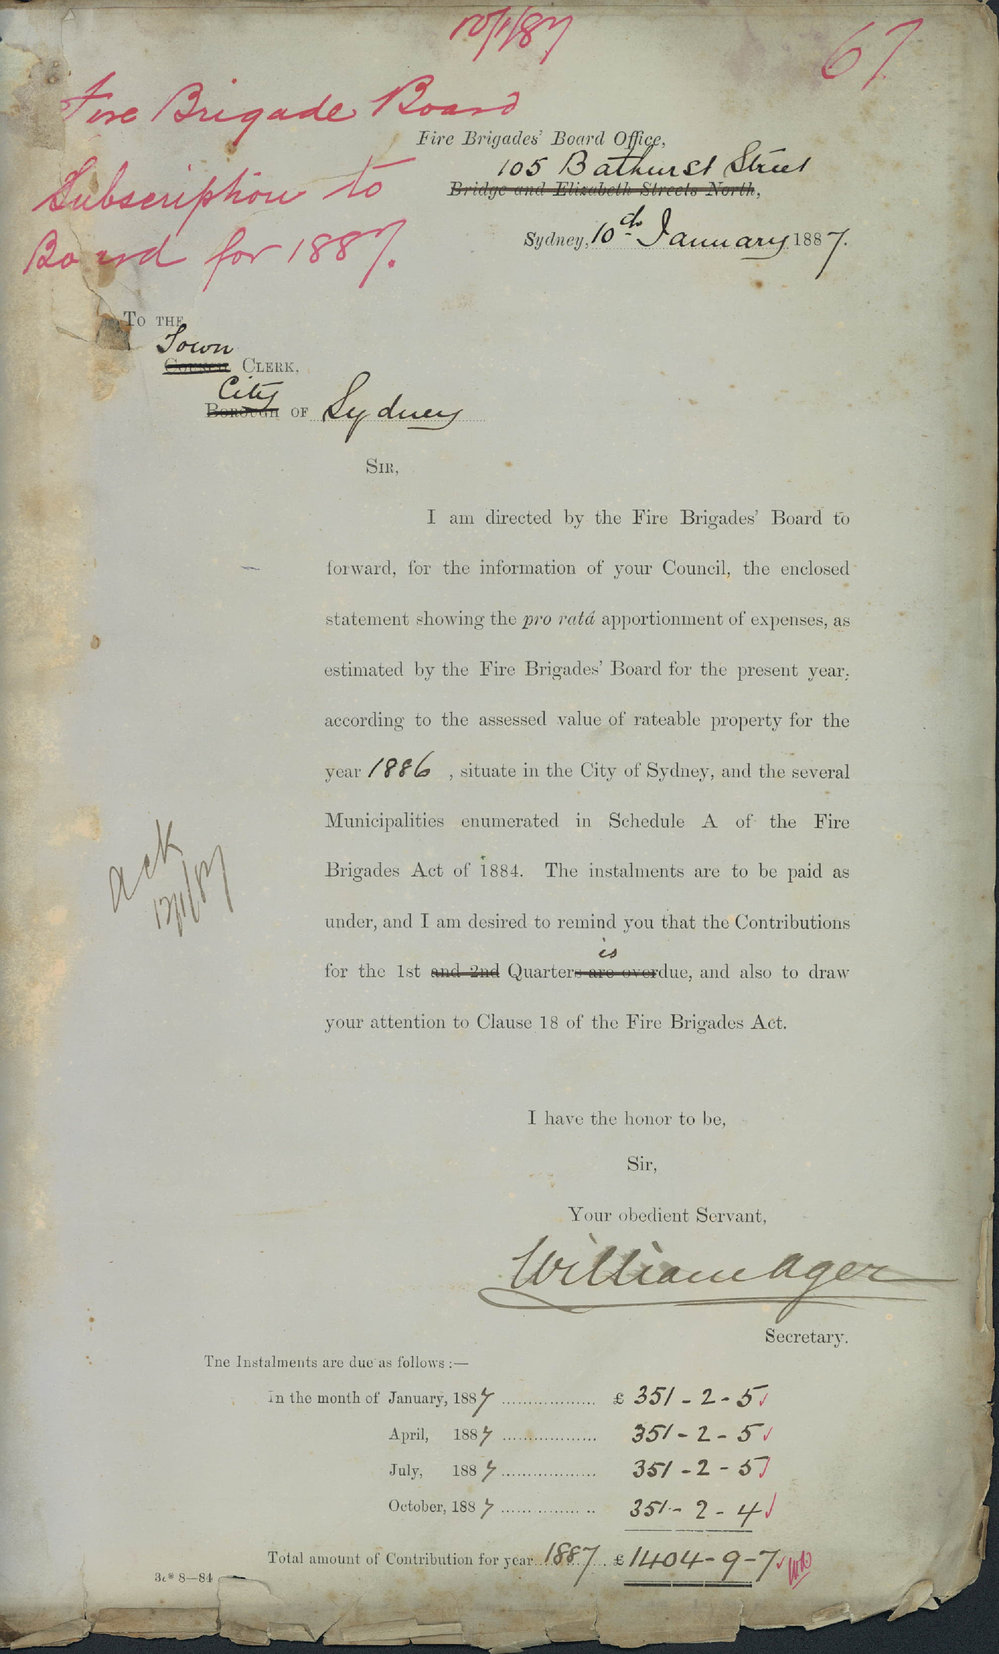 10/1/87
67
Fire Brigade Board
Subscription to
Board for 1887.
Fire Brigades' Board Office,
105 Bathurst Street
Bridge and Elizabeth Streets North,
Sydney, 10th January 1887.
To the
Town
Council Clerk,
City
Borough of Sydney
Sir,
I am directed by the Fire Brigades' Board to
forward, for the information of your Council, the enclosed
statement showing the pro ratá apportionment of expenses, as
estimated by the Fire Brigades' Board for the present year,
according to the assessed value of rateable property for the
year 1886 , situate in the City of Sydney, and the several
Municipalities enumerated in Schedule A of the Fire
Brigades Act of 1884. The instalments are to be paid as
under, and I am desired to remind you that the Contributions
is
for the 1st and 2nd Quarters are overdue, and also to draw
your attention to Clause 18 of the Fire Brigades Act.
ack
12/1/87
I have the honor to be,
Sir,
Your obedient Servant,
William Ager
Secretary.
The Instalments are due as follows :—
In the month of January, 1887 .................. £ 351-2-5
April, 1887 .................. 351-2-5
July, 1887 .................. 351-2-5
October, 1887 .................. 351-2-4
Total amount of Contribution for year 1887 . £1404-9-7
8—84